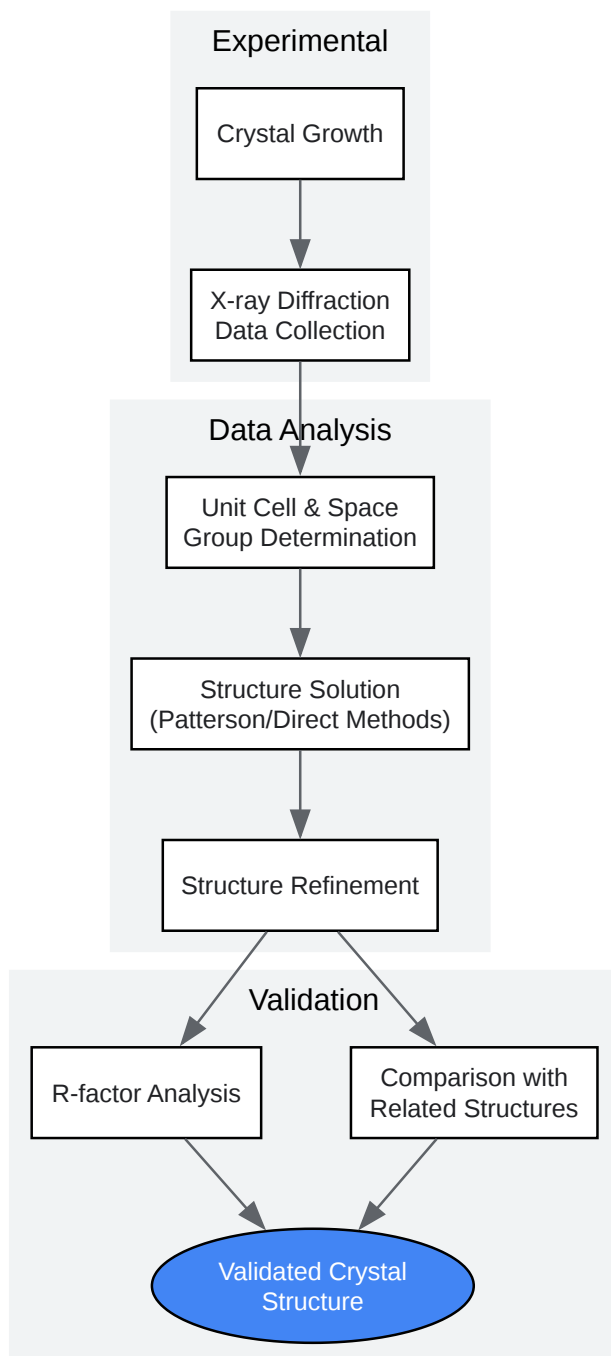 Experimental
Crystal Growth
X-ray Diffraction
Data Collection
Data Analysis
Unit Cell & Space
Group Determination
Structure Solution
(Patterson/Direct Methods)
Structure Refinement
Validation
R-factor Analysis
Comparison with
Related Structures
Validated Crystal
Structure